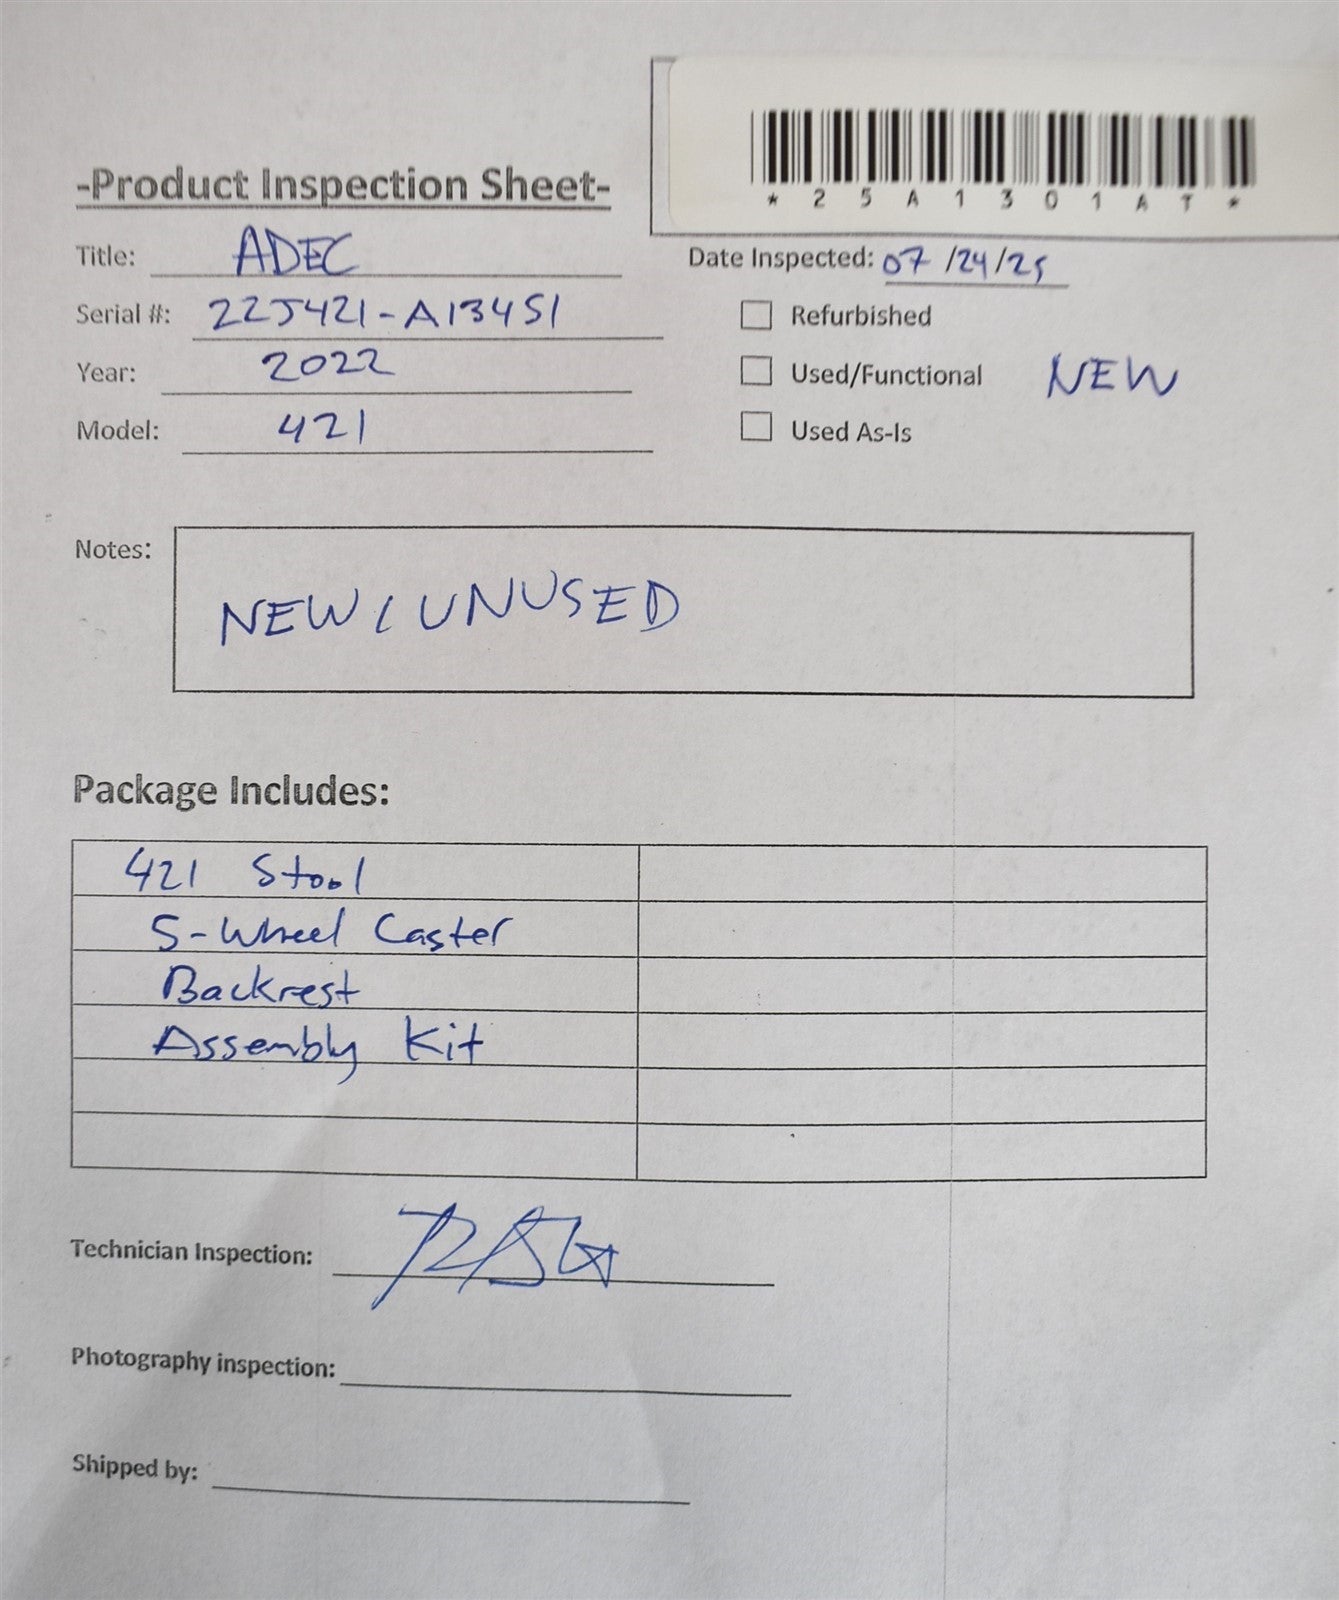 *25A1301AT*
-Product Inspection Sheet-
Title: ADEC
Date Inspected: 07/24/25
Serial #: 22J421-A13451
Refurbished
Year: 2022
Used/Functional NEW
Model: 421
Used As-Is
Notes:
NEW/UNUSED
Package Includes:
421 Stool
5-Wheel Caster
Backrest
Assembly Kit
Technician Inspection:
Photography inspection:
Shipped by: